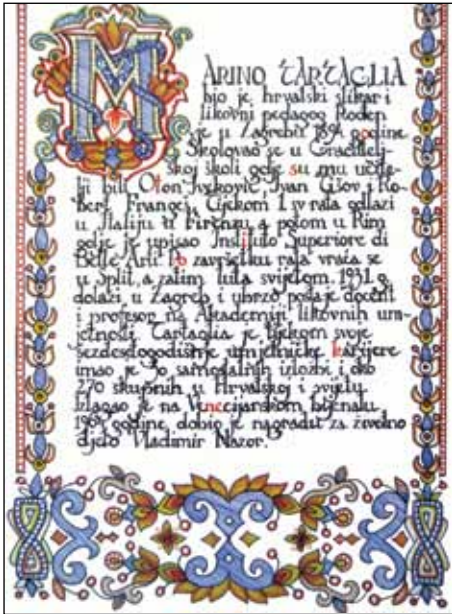 MARINO TARTAGLIA
bio je hrvatski slikar i
likovni pedagog. Rođen
je u Zagrebu 1894. godine.
Školovao se u Graditelj-
skoj školi gdje su mu učite-
lji bili Oton Iveković, Ivan Tišov i Ro-
bert Frangeš. Tijekom I. sv. rata odlazi
u Italiju u Firenzu a potom u Rim
gdje je upisao Instituto Superiore di
Belle Arti. Po završetku rata vraća se
u Split, a zatim luta svijetom. 1931. g.
dolazi u Zagreb i ubrzo postaje docent
i profesor na Akademiji likovnih um-
jetnosti. Tartaglia je tijekom svoje
šezdesdogodišnje umjetničke karijere
imao je 30 samostalnih izložbi i oko
270 skupnih u Hrvatskoj i svijetu.
Izlagao je na Venecijanskom bijenalu.
1964. godine, dobio je nagradu za životno
djelo Vladimir Nazor.